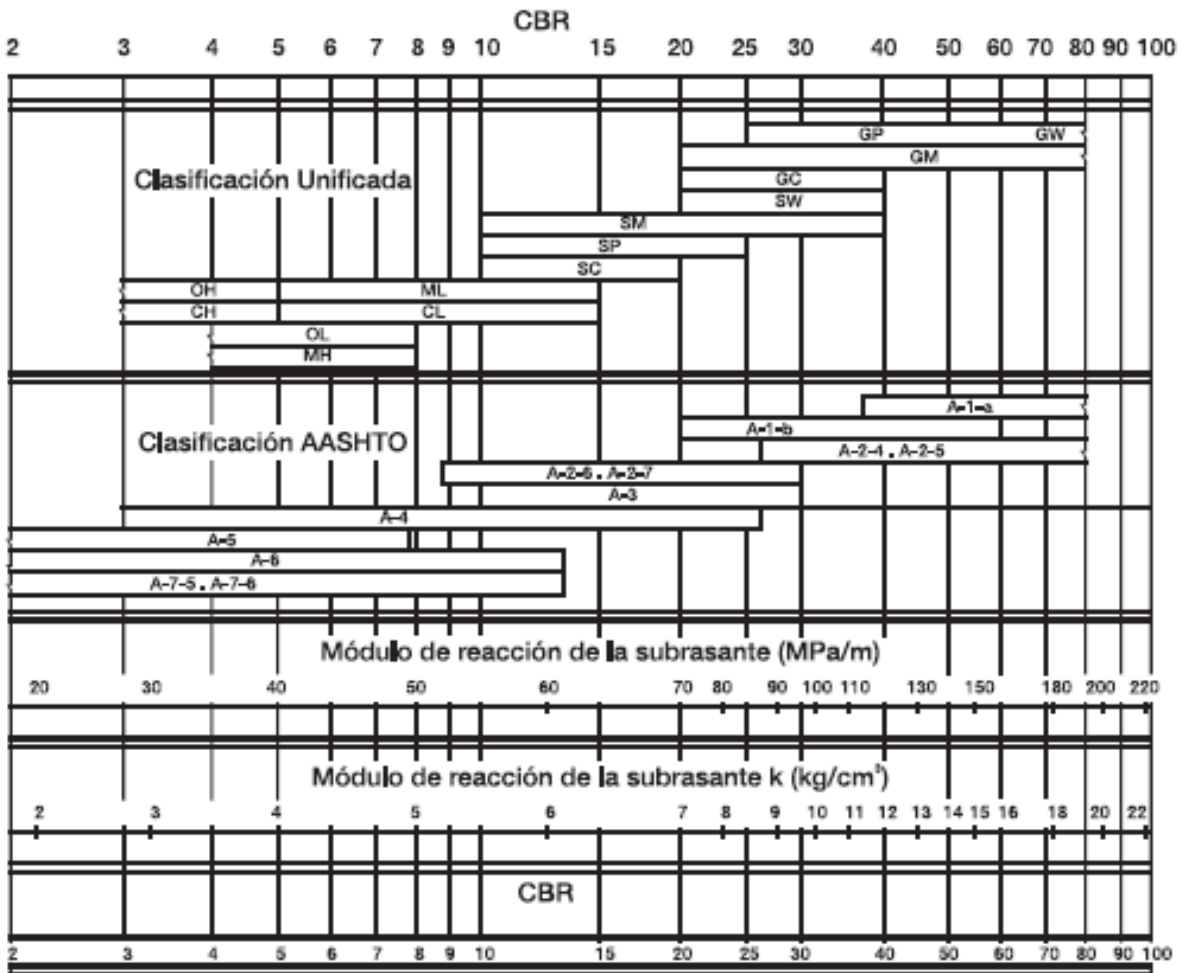 CBR
2 3 4 5 6 7 8 9 10 15 20 25 30 40 50 60 70 80 90 100
GP GW
GM
Clasificación Unificada
GC
SW
SM
SP
SC
OH ML
CH CL
OL
MH
A-1-a
A-1-b
Clasificación AASHTO
A-2-4 . A-2-5
A-2-6 . A-2-7
A-3
A-4
A-5
A-6
A-7-5 . A-7-6
Módulo de reacción de la subrasante (MPa/m)
20 30 40 50 60 70 80 90 100 110 130 150 180 200 220
Módulo de reacción de la subrasante k (kg/cm³)
2 3 4 5 6 7 8 9 10 11 12 13 14 15 16 18 20 22
CBR
2 3 4 5 6 7 8 9 10 15 20 25 30 40 50 60 70 80 90 100